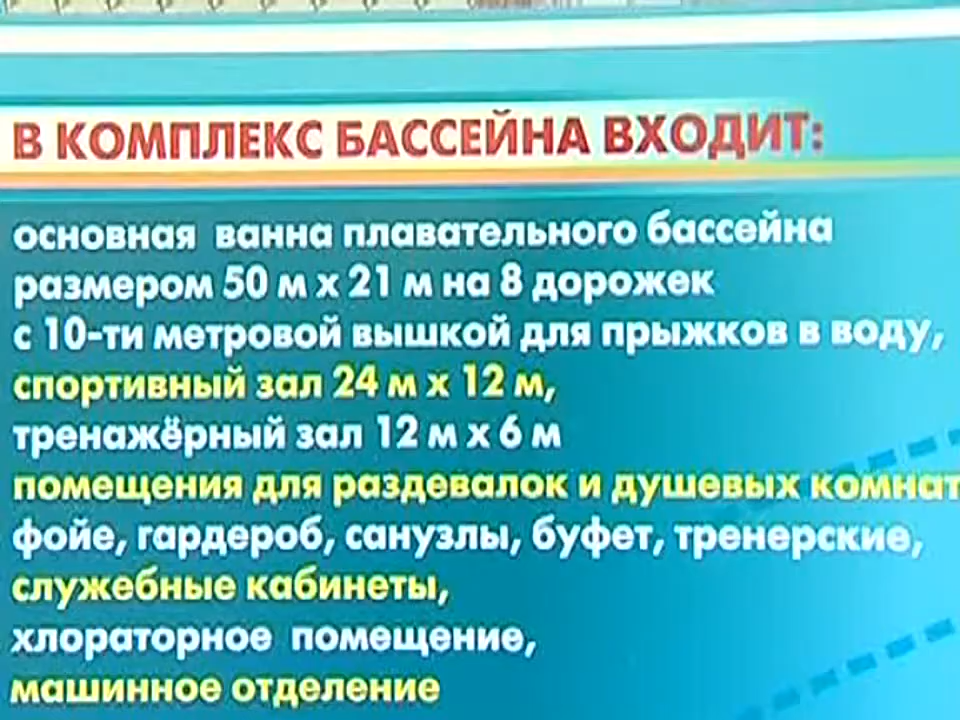 В КОМПЛЕКС БАССЕЙНА ВХОДИТ:
основная ванна плавательного бассейна
размером 50 м х 21 м на 8 дорожек
с 10-ти метровой вышкой для прыжков в воду,
спортивный зал 24 м х 12 м,
тренажёрный зал 12 м х 6 м
помещения для раздевалок и душевых комнат
фойе, гардероб, санузлы, буфет, тренерские,
служебные кабинеты,
хлораторное помещение,
машинное отделение